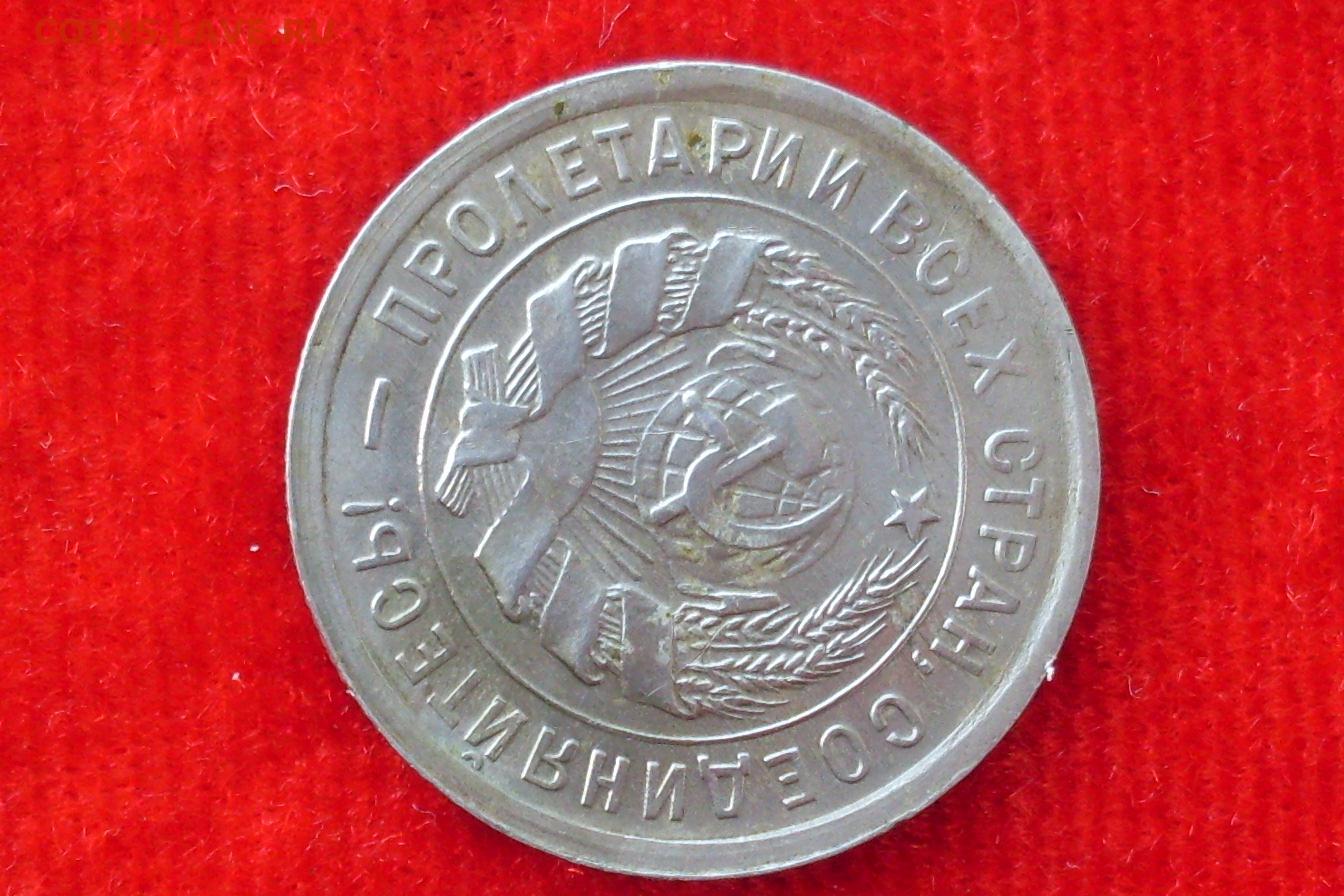 COINS.LAVE.RU
— ПРОЛЕТАРИИ ВСЕХ СТРАН, СОЕДИНЯЙТЕСЬ!